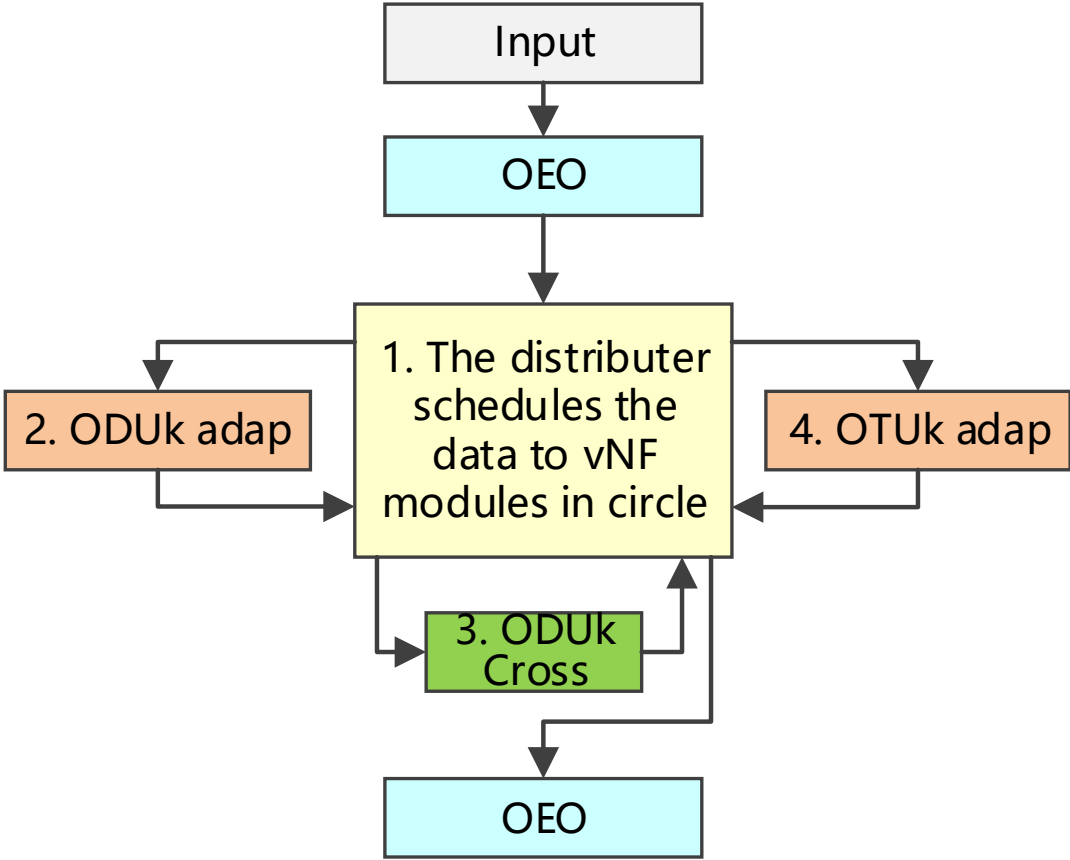 Input
OEO
1. The distributer
schedules the
data to vNF
modules in circle
2. ODUk adap
4. OTUk adap
3. ODUk
Cross
OEO